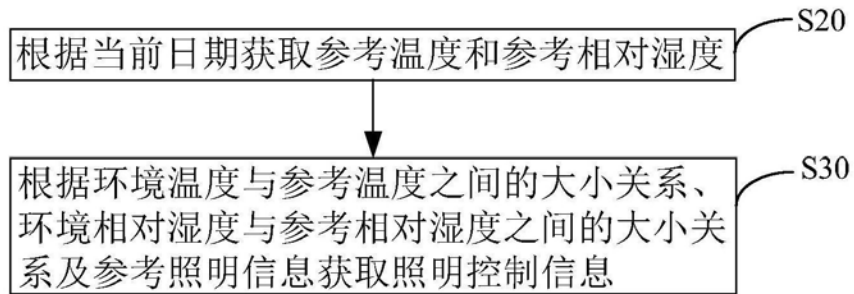 S20
根据当前日期获取参考温度和参考相对湿度
S30
根据环境温度与参考温度之间的大小关系、
环境相对湿度与参考相对湿度之间的大小关
系及参考照明信息获取照明控制信息